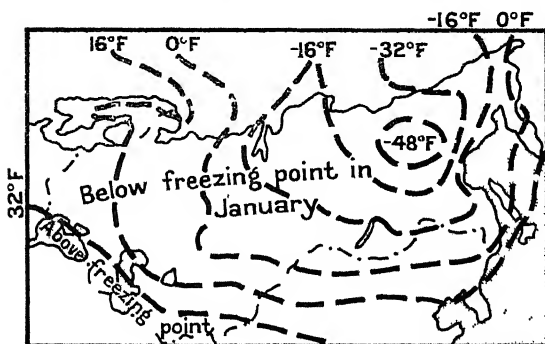 -16°F 0°F
16°F 0°F -16°F -32°F
-48°F
32°F
Below freezing point in
January
Above freezing
point